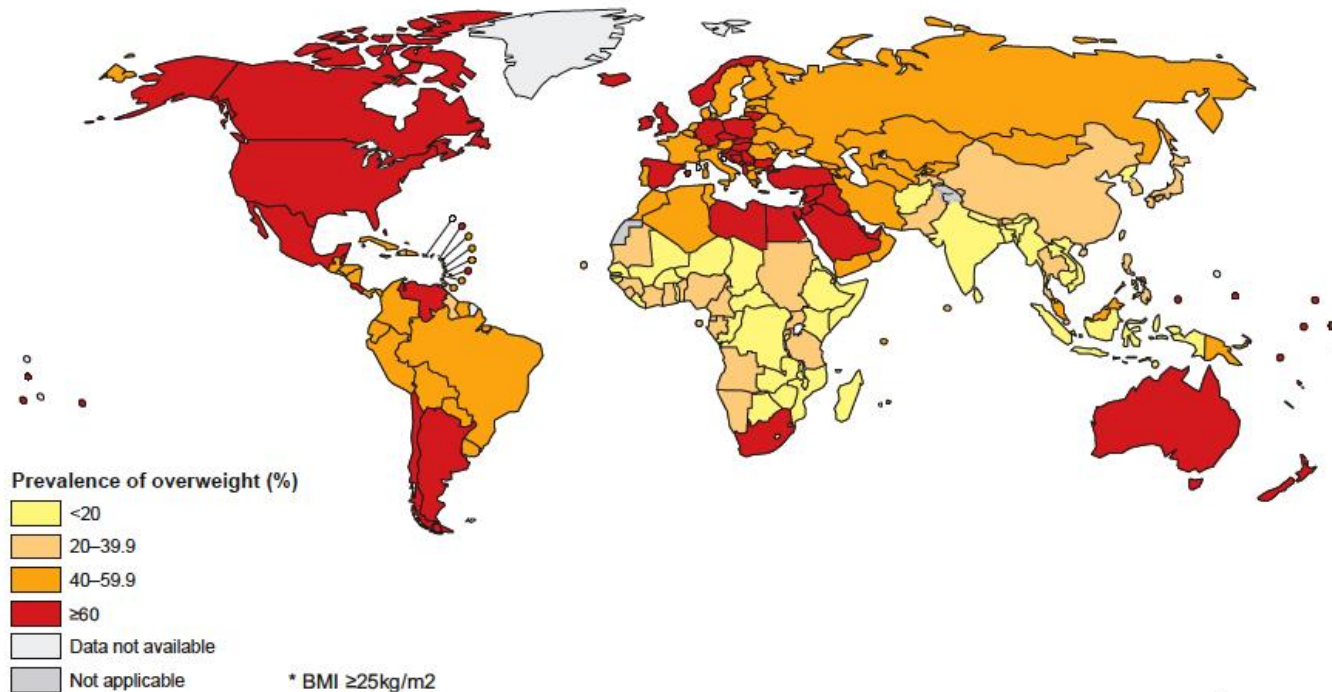 Prevalence of overweight (%)
<20
20–39.9
40–59.9
≥60
Data not available
Not applicable
* BMI ≥25kg/m2